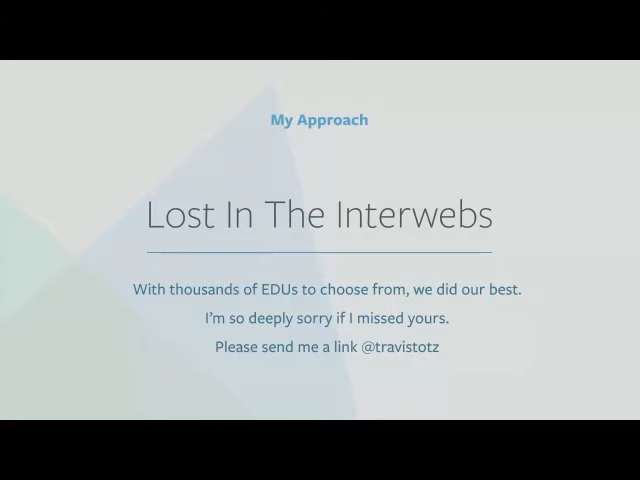 My Approach
Lost In The Interwebs
With thousands of EDUs to choose from, we did our best.
I'm so deeply sorry if I missed yours.
Please send me a link @travistotz